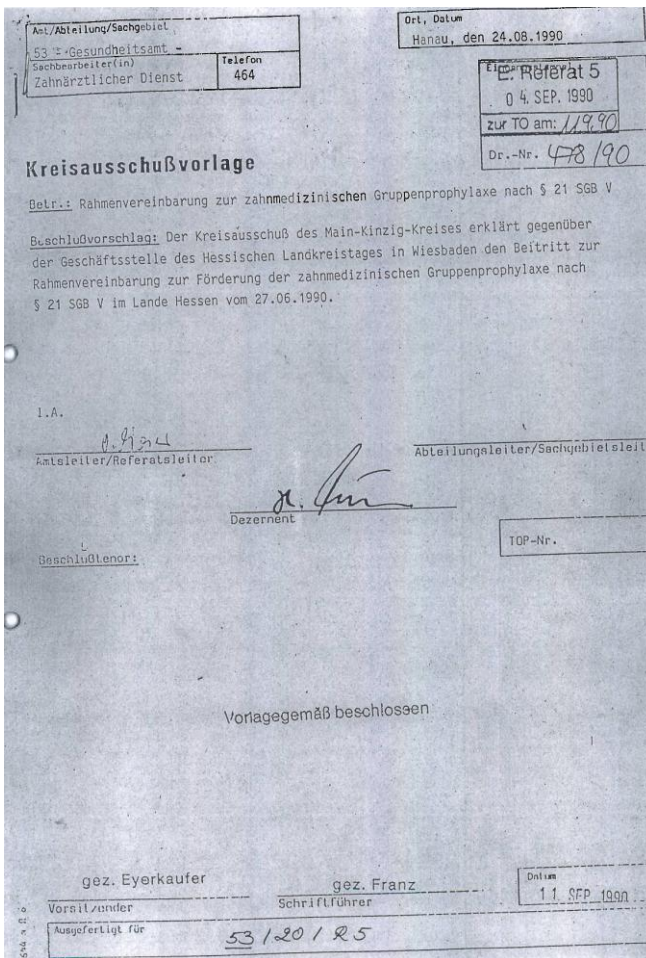 Amt/Abteilung/Sachgebiet
53 - Gesundheitsamt -
Sachbearbeiter(in)
Zahnärztlicher Dienst
Telefon
464
Ort, Datum
Hanau, den 24.08.1990
E. Referat 5
0 4. SEP. 1990
zur TO am: 11.9.90
Dr.-Nr. 478/90
Kreisausschußvorlage
Betr.: Rahmenvereinbarung zur zahnmedizinischen Gruppenprophylaxe nach § 21 SGB V
Beschlußvorschlag: Der Kreisausschuß des Main-Kinzig-Kreises erklärt gegenüber
der Geschäftsstelle des Hessischen Landkreistages in Wiesbaden den Beitritt zur
Rahmenvereinbarung zur Förderung der zahnmedizinischen Gruppenprophylaxe nach
§ 21 SGB V im Lande Hessen vom 27.06.1990.
I.A.
Amtsleiter/Referatsleiter
Abteilungsleiter/Sachgebietsleit
Dezernent
TOP-Nr.
Beschlußtenor:
Vorlagegemäß beschlossen
gez. Eyerkaufer
Vorsitzender
gez. Franz
Schriftführer
Datum
11. SEP. 1990
Ausgefertigt für
53/20/R5